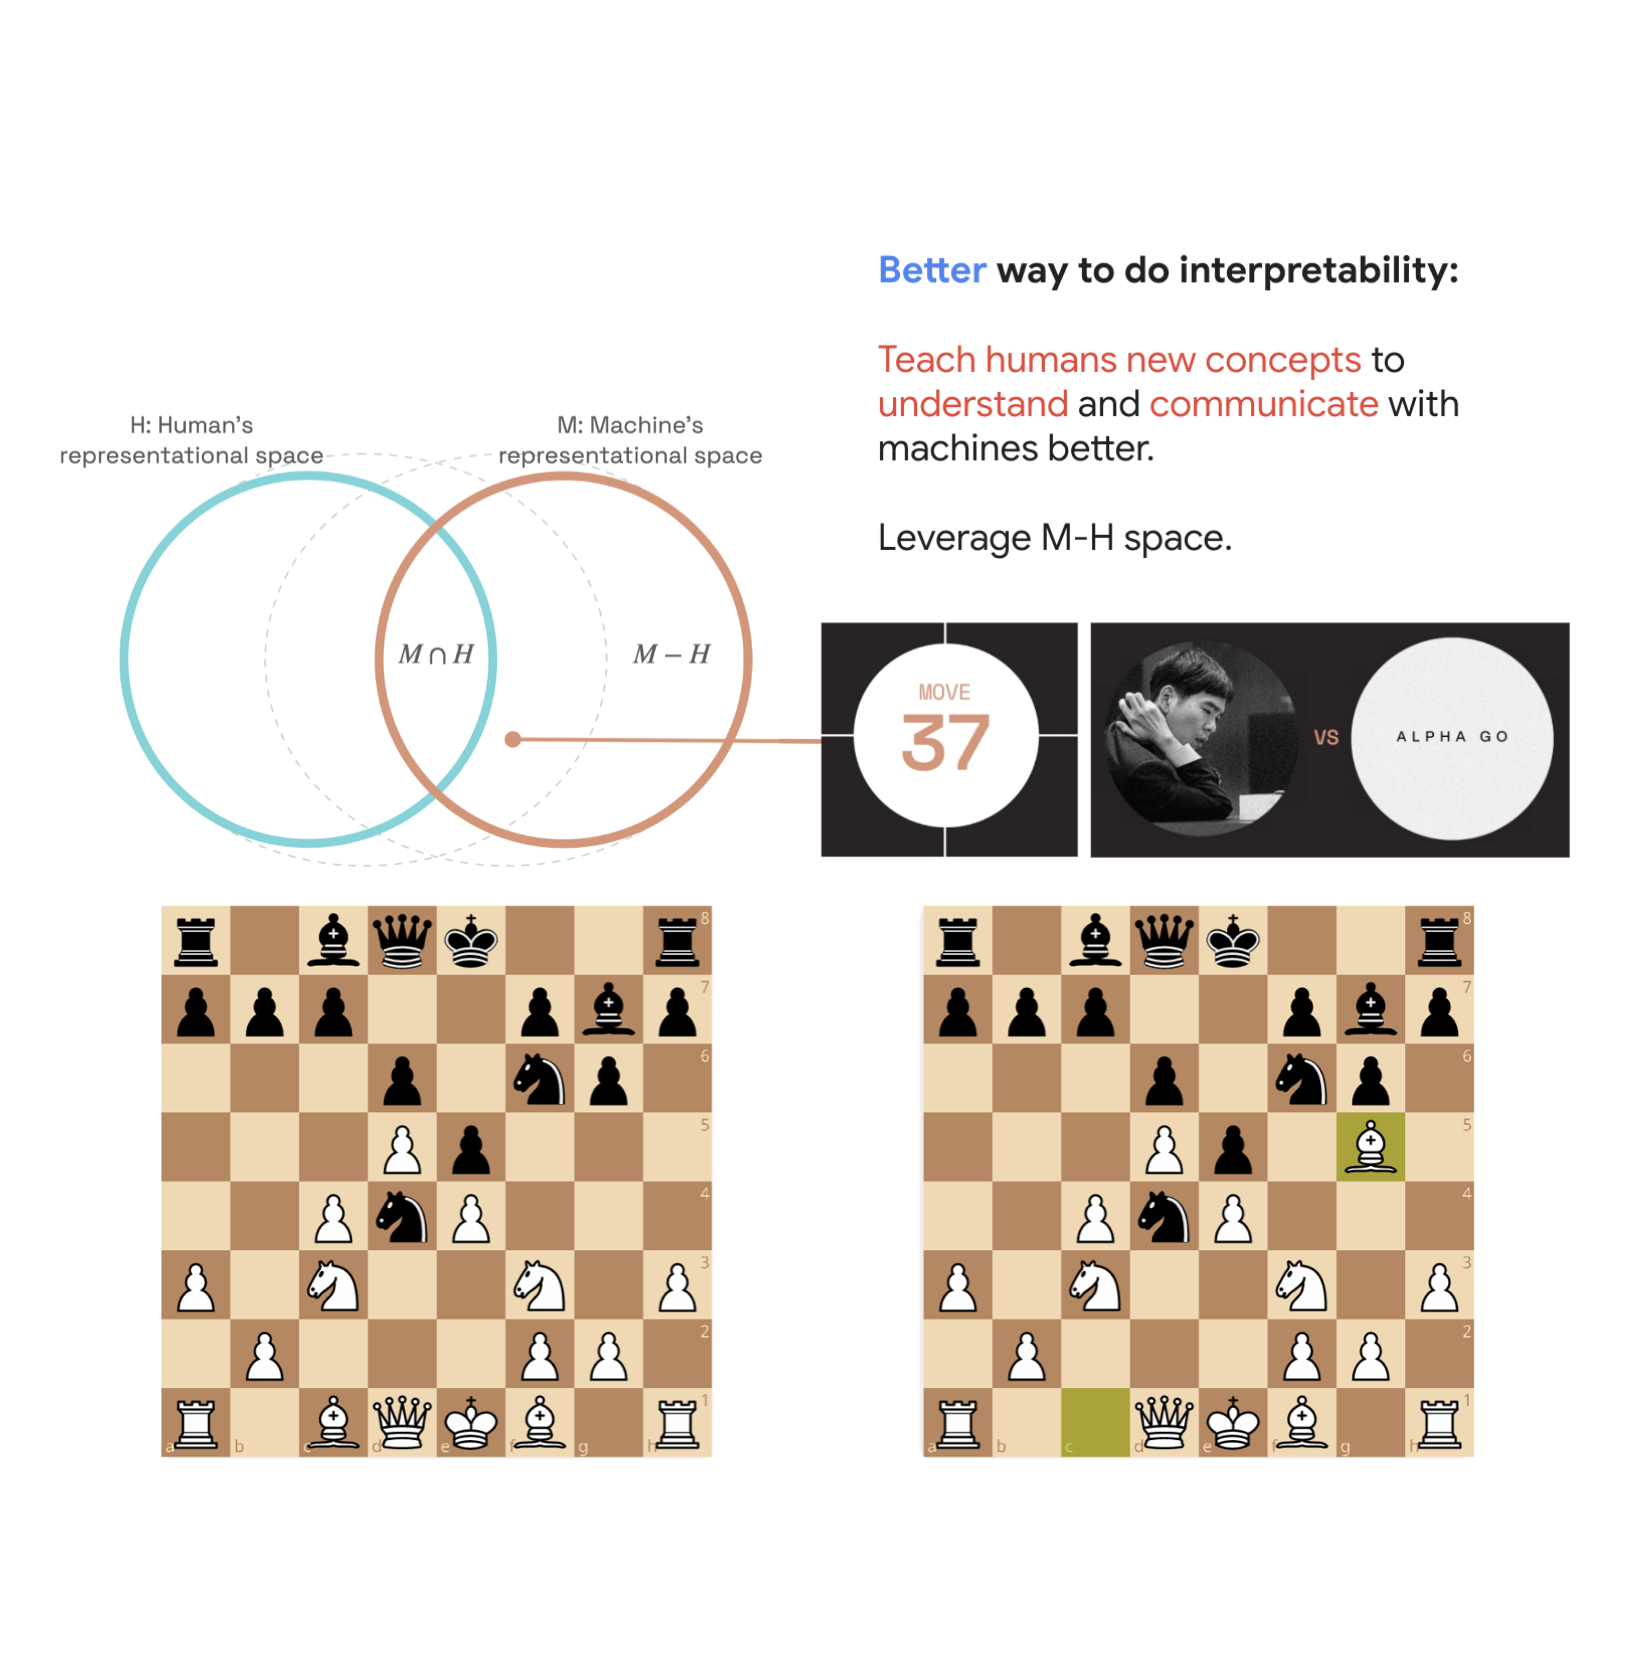 Better way to do interpretability:
Teach humans new concepts to
understand and communicate with
machines better.
Leverage M-H space.
H: Human's
representational space
M: Machine's
representational space
M ∩ H
M – H
MOVE
37
VS
ALPHA GO
8
7
6
5
4
3
2
1
a
b
c
d
e
f
g
h
8
7
6
5
4
3
2
1
a
b
c
d
e
f
g
h